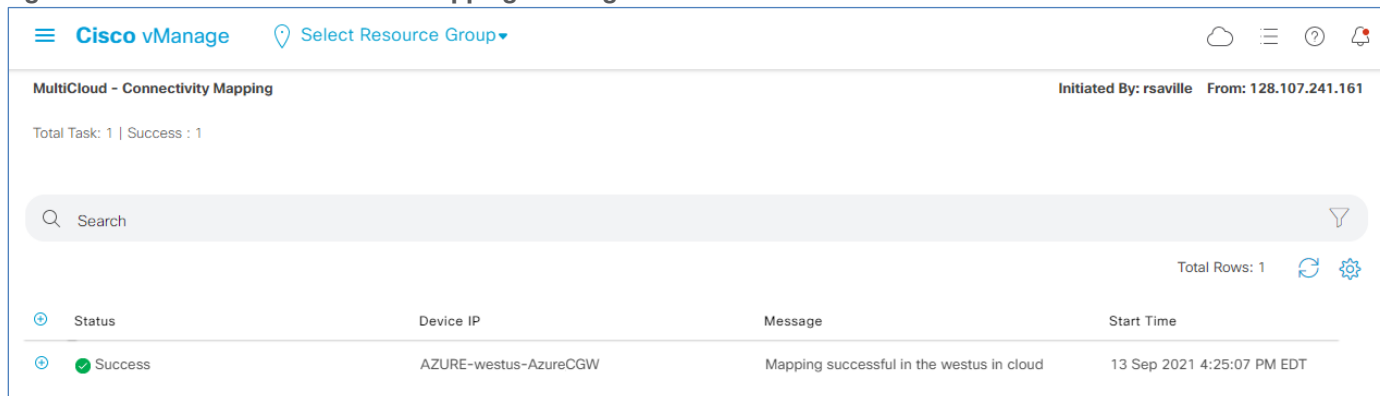 Cisco vManage Select Resource Group
MultiCloud - Connectivity Mapping Initiated By: rsaville From: 128.107.241.161
Total Task: 1 | Success : 1
Search
Total Rows: 1
Status Device IP Message Start Time
Success AZURE-westus-AzureCGW Mapping successful in the westus in cloud 13 Sep 2021 4:25:07 PM EDT